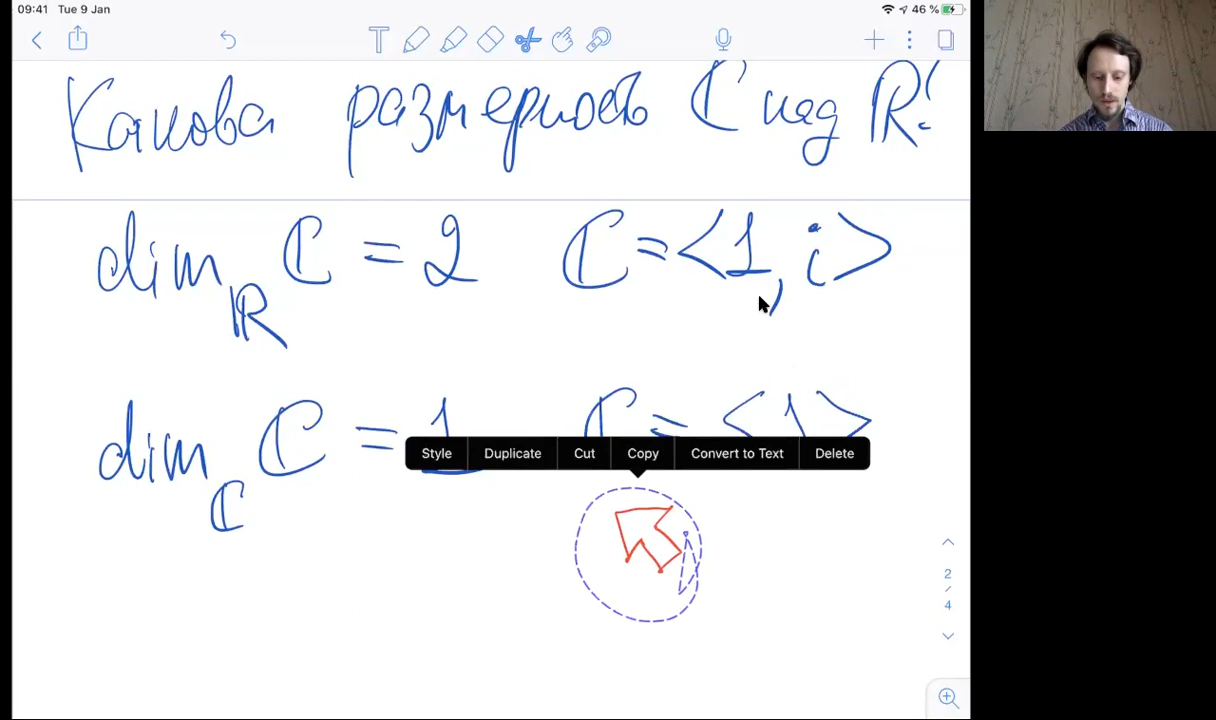 09:41 Tue 9 Jan 46 %
T
Какова размерность ℂ над ℝ?
dim_ℝ ℂ = 2 ℂ = <1, i>
dim_ℂ ℂ = 1 ℂ = <1>
Style Duplicate Cut Copy Convert to Text Delete
2
/
4